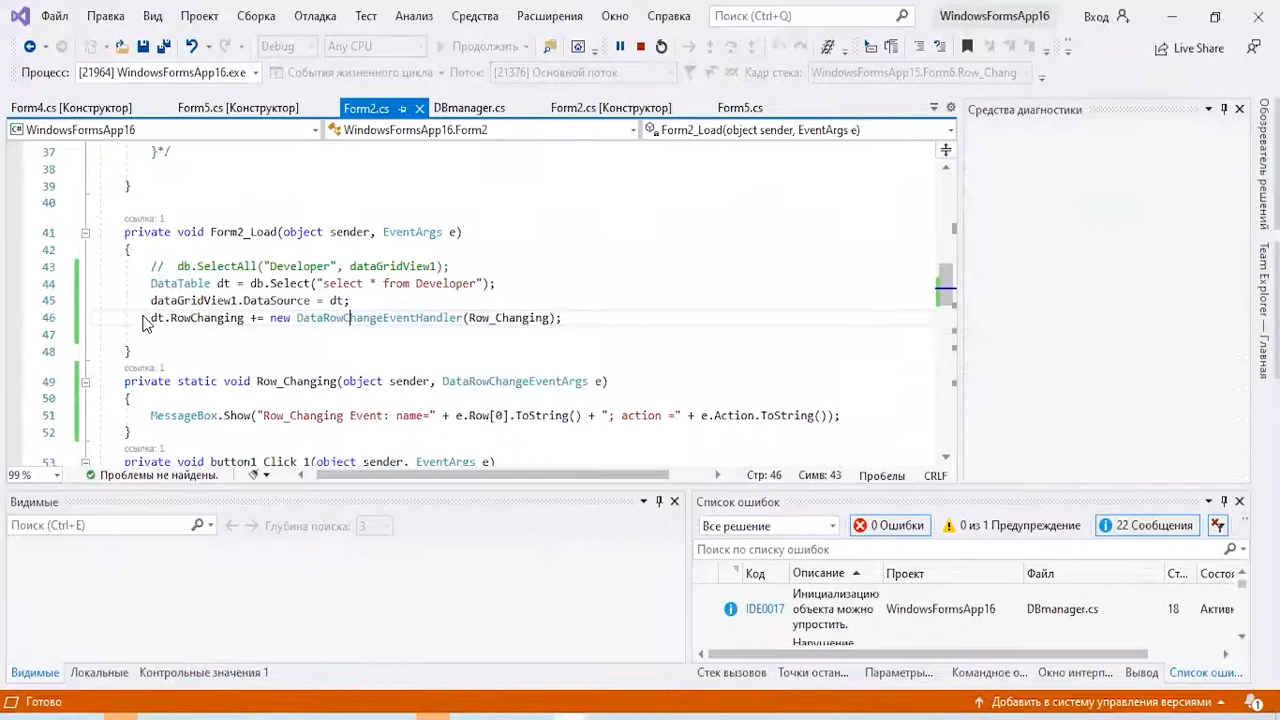 Файл Правка Вид Проект Сборка Отладка Тест Анализ Средства Расширения Окно Справка Поиск (Ctrl+Q) WindowsFormsApp16 Вход
Debug Any CPU Продолжить Live Share
Процесс: [21964] WindowsFormsApp16.exe События жизненного цикла Поток: [21376] Основной поток Кадр стека: WindowsFormsApp15.Form6.Row_Chang
Form4.cs [Конструктор] Form5.cs [Конструктор] Form2.cs DBmanager.cs Form2.cs [Конструктор] Form5.cs Средства диагностики
WindowsFormsApp16 WindowsFormsApp16.Form2 Form2_Load(object sender, EventArgs e)
37 }*/
38
39 }
40
ссылка: 1
41 private void Form2_Load(object sender, EventArgs e)
42 {
43 // db.SelectAll("Developer", dataGridView1);
44 DataTable dt = db.Select("select * from Developer");
45 dataGridView1.DataSource = dt;
46 dt.RowChanging += new DataRowChangeEventHandler(Row_Changing);
47
48 }
ссылка: 1
49 private static void Row_Changing(object sender, DataRowChangeEventArgs e)
50 {
51 MessageBox.Show("Row_Changing Event: name=" + e.Row[0].ToString() + "; action =" + e.Action.ToString());
52 }
ссылка: 1
53 private void button1_Click_1(object sender, EventArgs e)
99 % Проблемы не найдены. Стр: 46 Симв: 43 Пробелы CRLF
Обозреватель решений
Team Explorer
Видимые
Поиск (Ctrl+E) Глубина поиска: 3
Список ошибок
Все решение 0 Ошибки 0 из 1 Предупреждение 22 Сообщения
Поиск по списку ошибок
Код Описание Проект Файл Ст...
IDE0017 Инициализацию WindowsFormsApp16 DBmanager.cs 18
объекта можно
упростить.
Нарушение
Видимые Локальные Контрольные значения 1
Стек вызовов Точки остан... Параметры... Командное о... Окно интерп... Вывод Список оши...
Готово Добавить в систему управления версиями 1